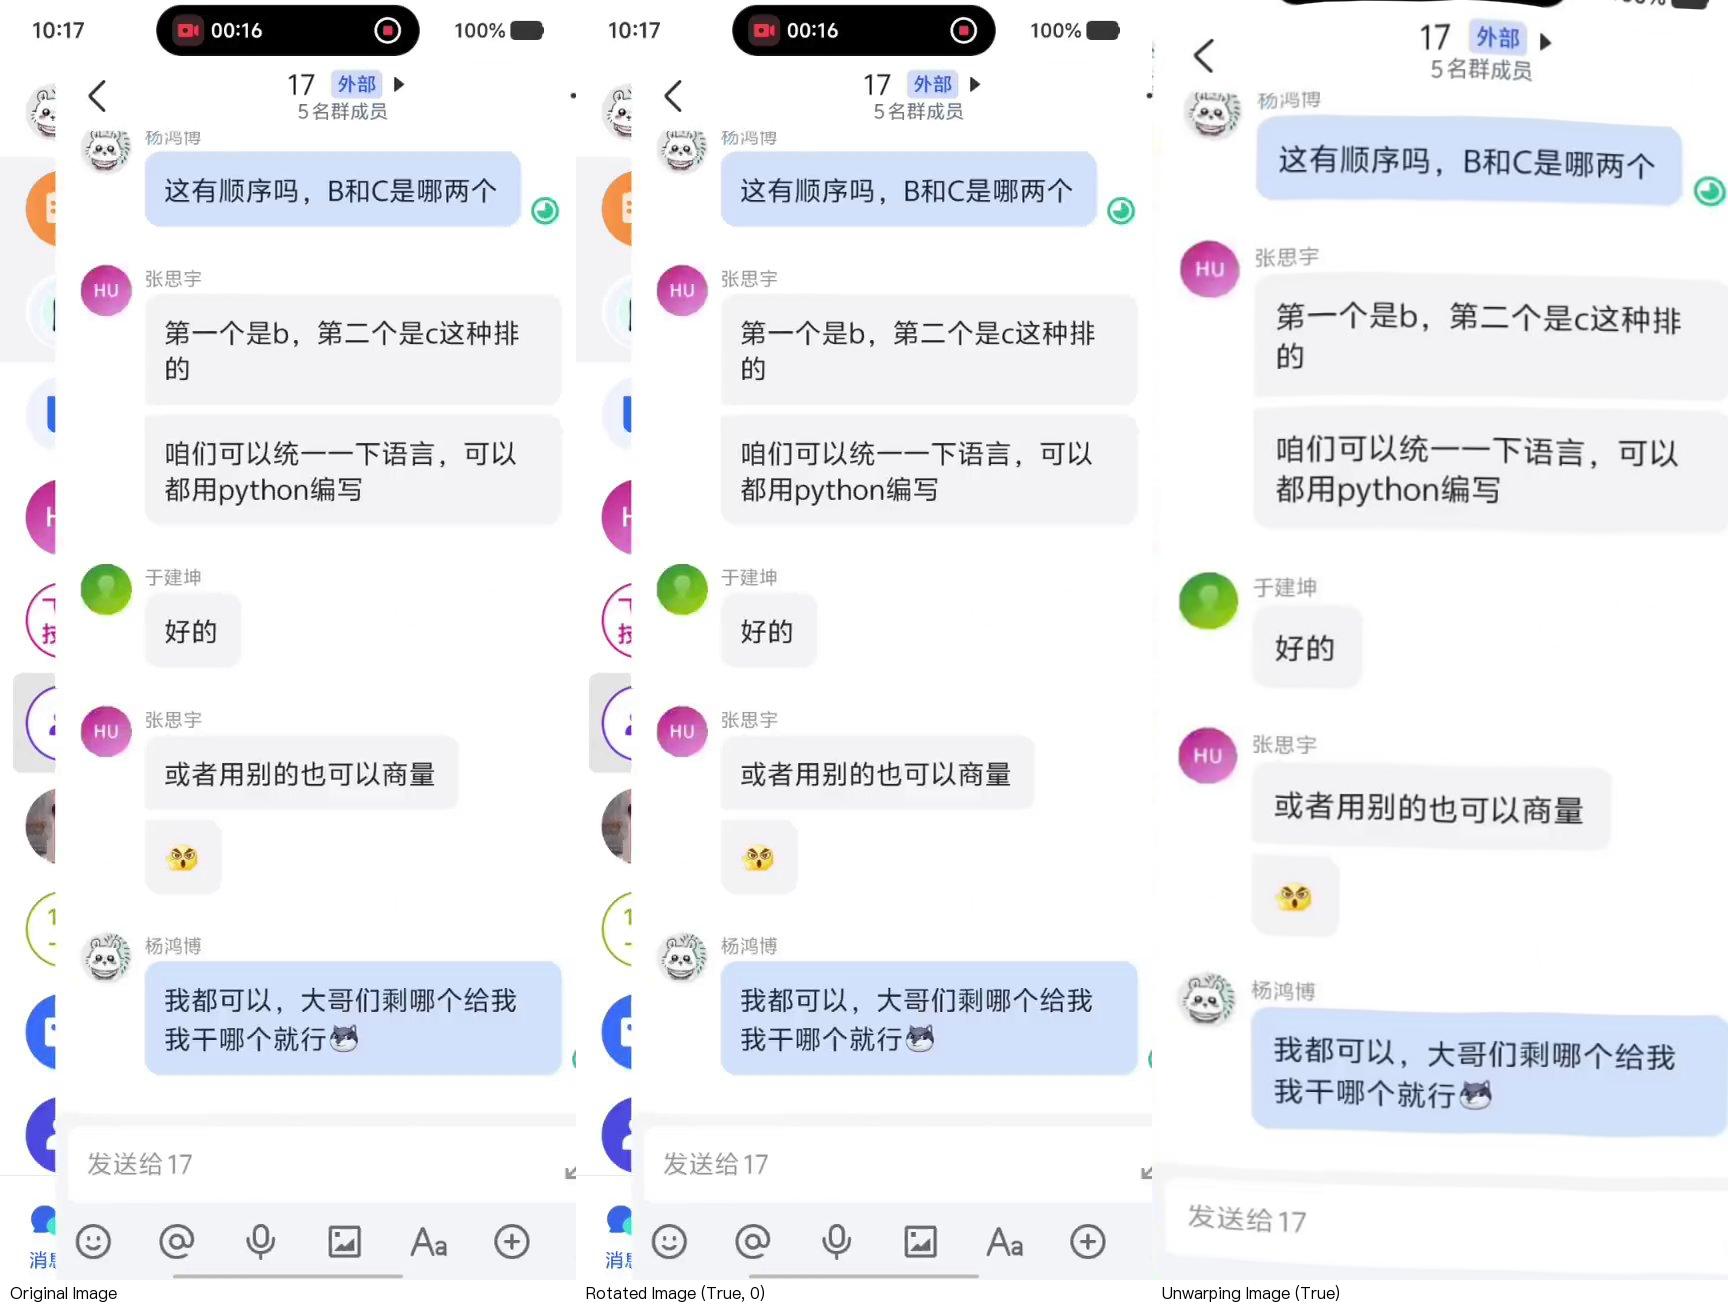 10:17
00:16
100%
17 外部
5名群成员
杨鸿博
这有顺序吗，B和C是哪两个
HU
张思宇
第一个是b，第二个是c这种排
的
咱们可以统一一下语言，可以
都用python编写
于建坤
好的
HU
张思宇
或者用别的也可以商量
杨鸿博
我都可以，大哥们剩哪个给我
我干哪个就行
发送给17
Aa
Original Image
10:17
00:16
100%
17 外部
5名群成员
杨鸿博
这有顺序吗，B和C是哪两个
HU
张思宇
第一个是b，第二个是c这种排
的
咱们可以统一一下语言，可以
都用python编写
于建坤
好的
HU
张思宇
或者用别的也可以商量
杨鸿博
我都可以，大哥们剩哪个给我
我干哪个就行
发送给17
Aa
Rotated Image (True, 0)
17 外部
5名群成员
杨鸿博
这有顺序吗，B和C是哪两个
HU
张思宇
第一个是b，第二个是c这种排
的
咱们可以统一一下语言，可以
都用python编写
于建坤
好的
HU
张思宇
或者用别的也可以商量
杨鸿博
我都可以，大哥们剩哪个给我
我干哪个就行
发送给17
Unwarping Image (True)